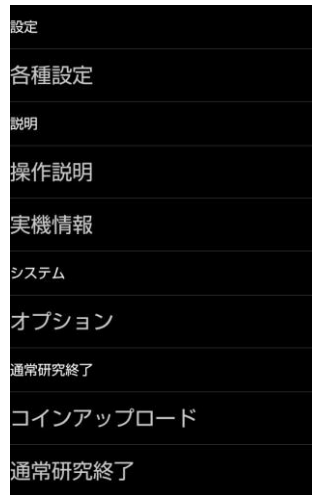 設定
各種設定
説明
操作説明
実機情報
システム
オプション
通常研究終了
コインアップロード
通常研究終了